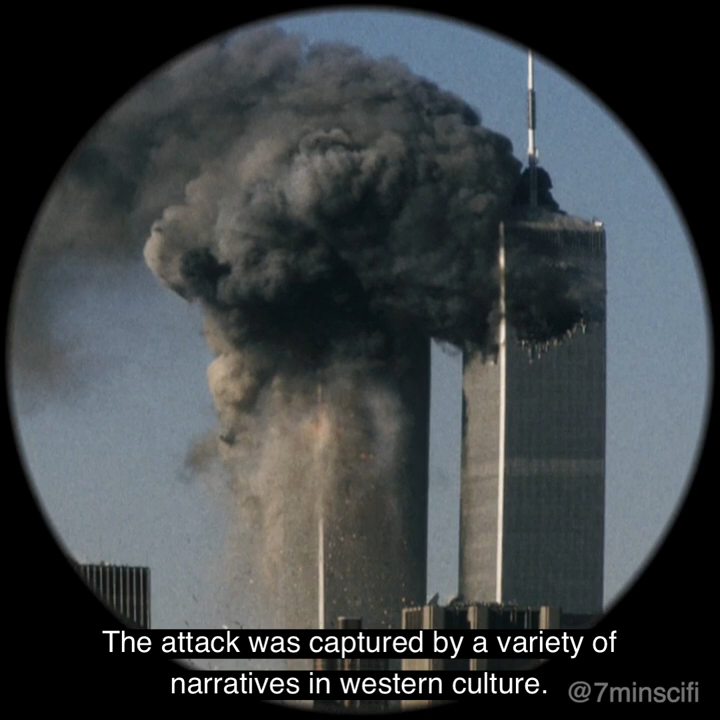 The attack was captured by a variety of
narratives in western culture.
@7minscifi